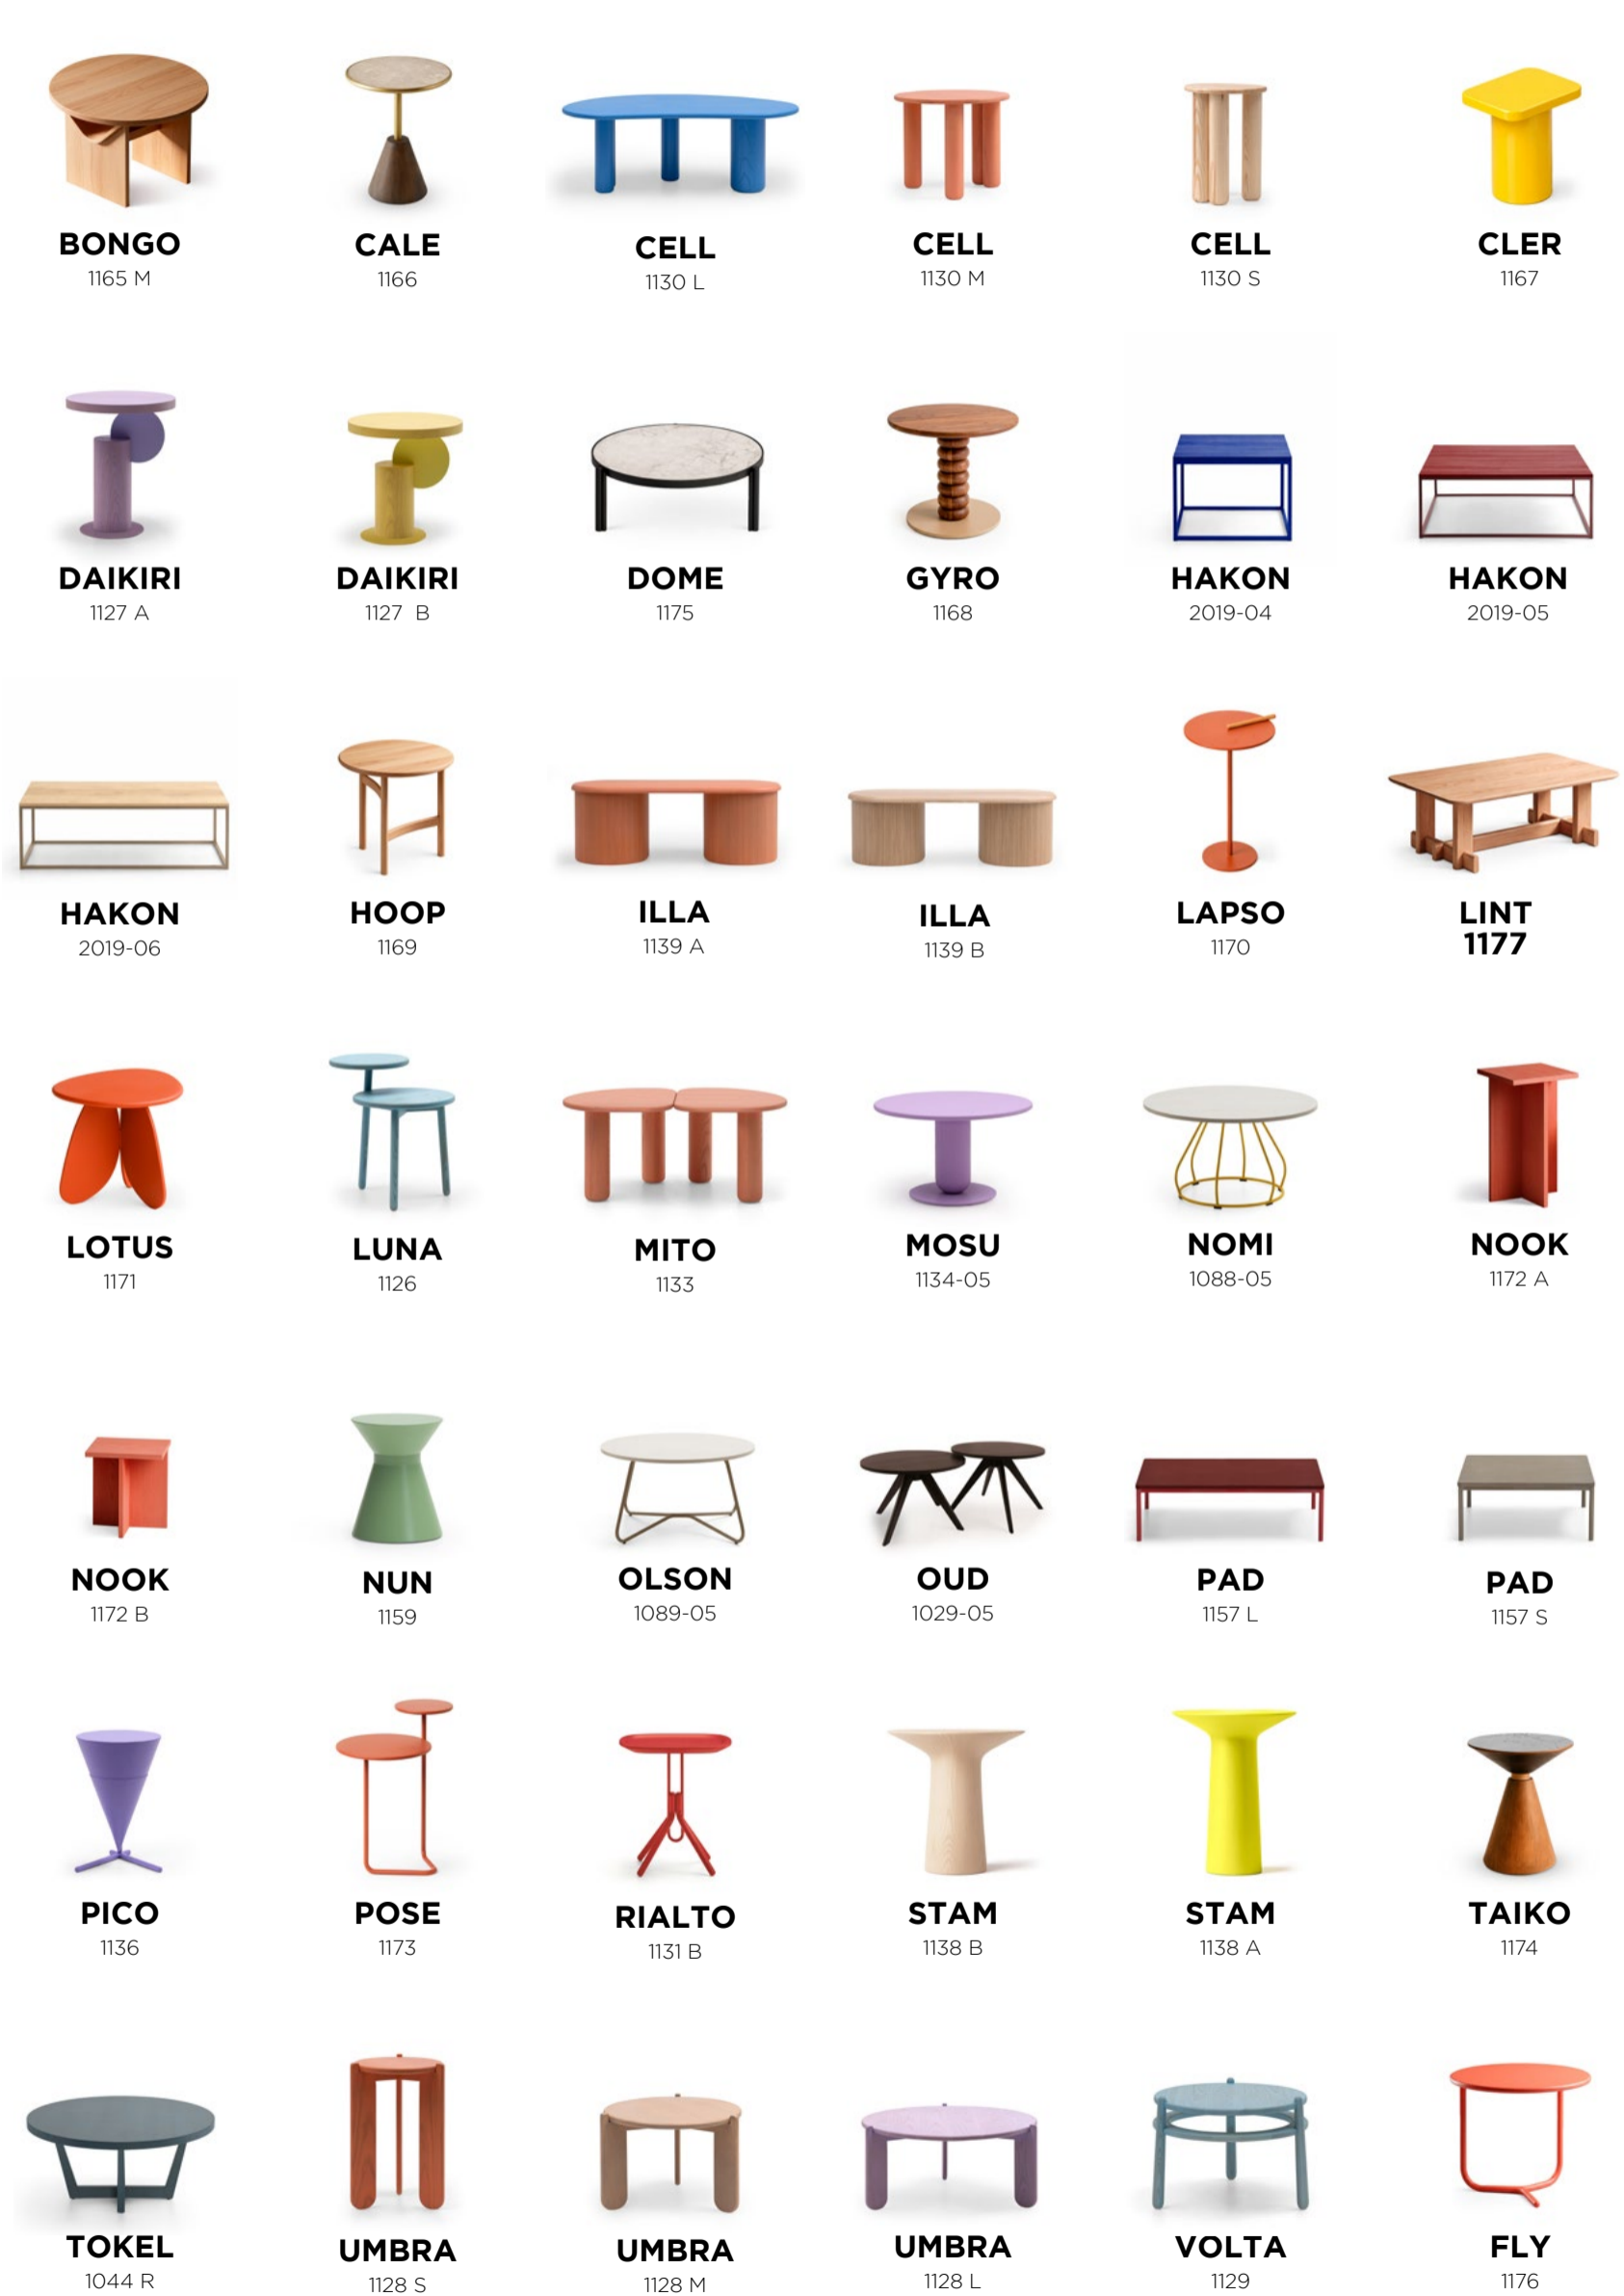 BONGO
1165 M
CALE
1166
CELL
1130 L
CELL
1130 M
CELL
1130 S
CLER
1167
DAIKIRI
1127 A
DAIKIRI
1127 B
DOME
1175
GYRO
1168
HAKON
2019-04
HAKON
2019-05
HAKON
2019-06
HOOP
1169
ILLA
1139 A
ILLA
1139 B
LAPSO
1170
LINT
1177
LOTUS
1171
LUNA
1126
MITO
1133
MOSU
1134-05
NOMI
1088-05
NOOK
1172 A
NOOK
1172 B
NUN
1159
OLSON
1089-05
OUD
1029-05
PAD
1157 L
PAD
1157 S
PICO
1136
POSE
1173
RIALTO
1131 B
STAM
1138 B
STAM
1138 A
TAIKO
1174
TOKEL
1044 R
UMBRA
1128 S
UMBRA
1128 M
UMBRA
1128 L
VOLTA
1129
FLY
1176